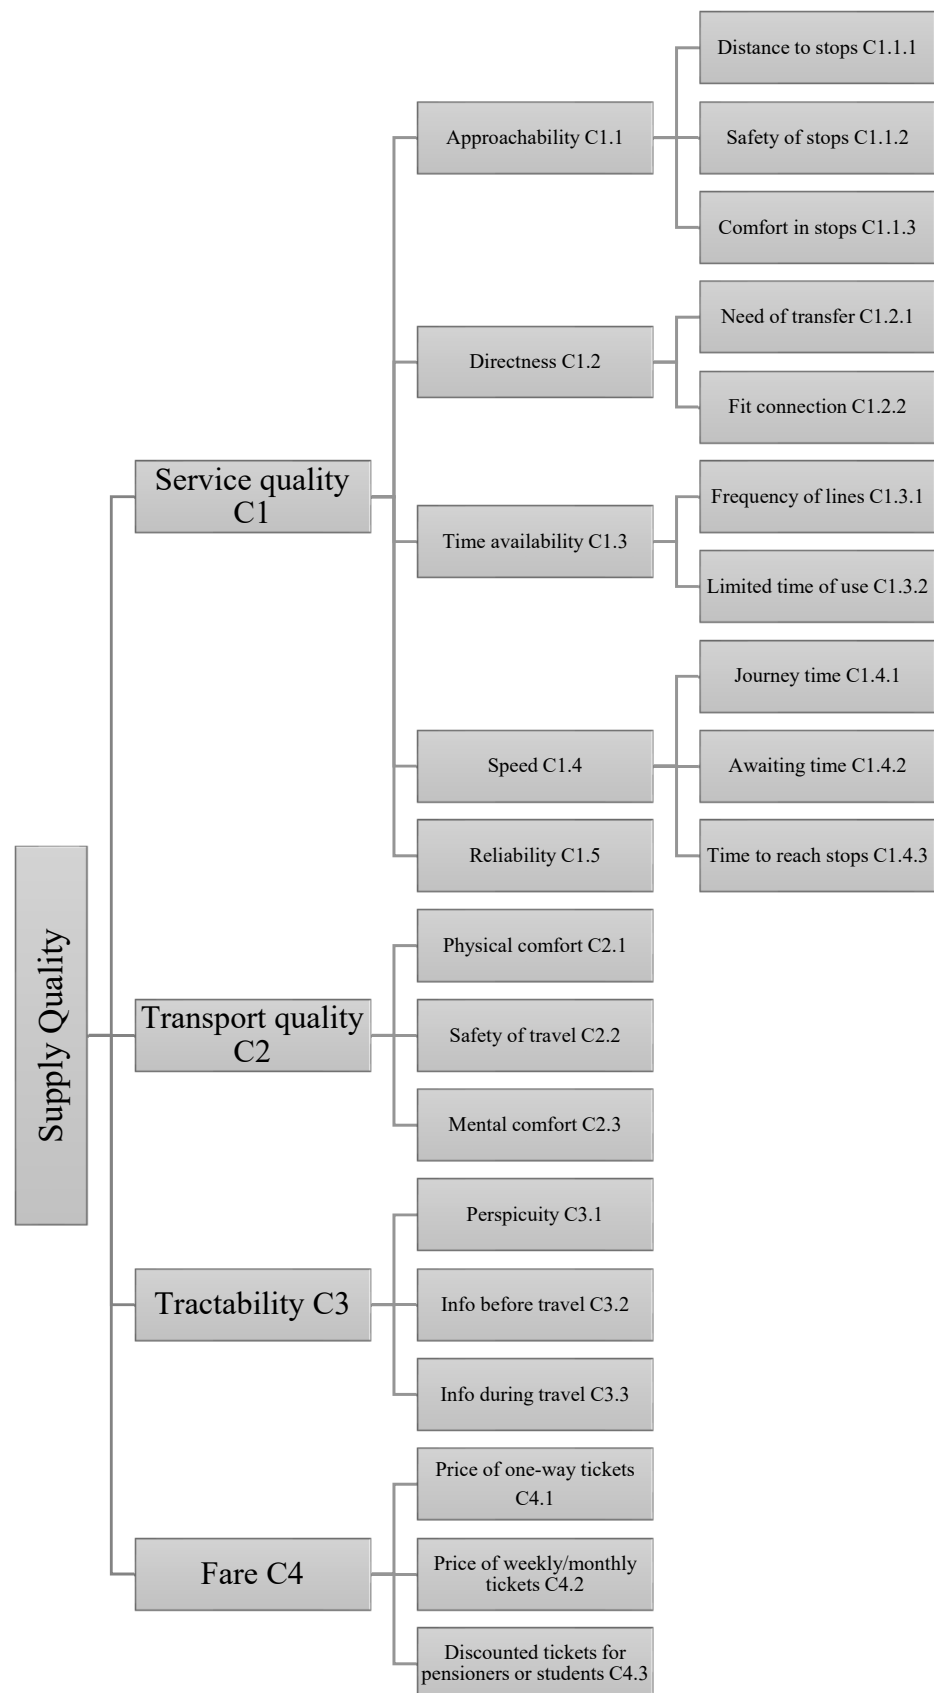 Supply Quality
Service quality
C1
Approachability C1.1
Distance to stops C1.1.1
Safety of stops C1.1.2
Comfort in stops C1.1.3
Directness C1.2
Need of transfer C1.2.1
Fit connection C1.2.2
Time availability C1.3
Frequency of lines C1.3.1
Limited time of use C1.3.2
Speed C1.4
Journey time C1.4.1
Awaiting time C1.4.2
Time to reach stops C1.4.3
Reliability C1.5
Transport quality
C2
Physical comfort C2.1
Safety of travel C2.2
Mental comfort C2.3
Tractability C3
Perspicuity C3.1
Info before travel C3.2
Info during travel C3.3
Fare C4
Price of one-way tickets
C4.1
Price of weekly/monthly
tickets C4.2
Discounted tickets for
pensioners or students C4.3